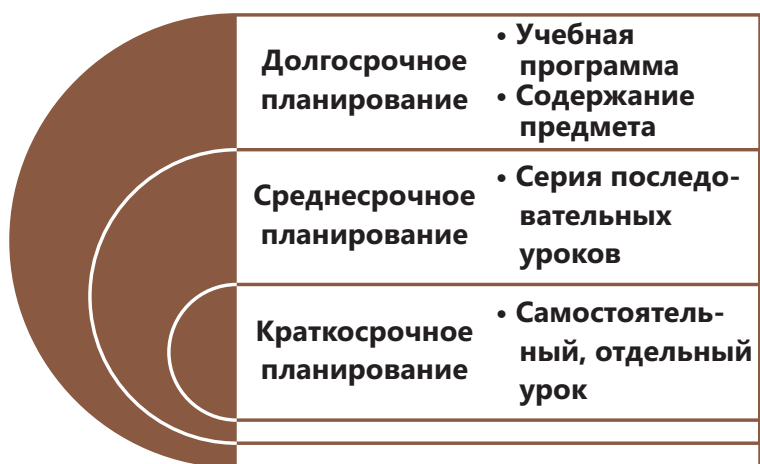 Долгосрочное
планирование
• Учебная
программа
• Содержание
предмета
Среднесрочное
планирование
• Серия последо-
вательных
уроков
Краткосрочное
планирование
• Самостоятель-
ный, отдельный
урок